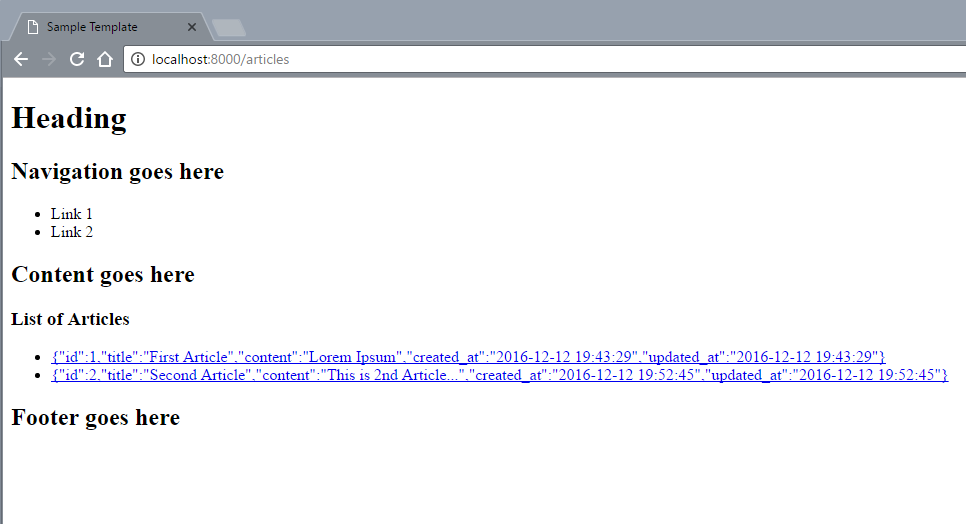 Sample Template
localhost:8000/articles
Heading
Navigation goes here
Link 1
Link 2
Content goes here
List of Articles
{"id":1,"title":"First Article","content":"Lorem Ipsum","created_at":"2016-12-12 19:43:29","updated_at":"2016-12-12 19:43:29"}
{"id":2,"title":"Second Article","content":"This is 2nd Article...","created_at":"2016-12-12 19:52:45","updated_at":"2016-12-12 19:52:45"}
Footer goes here